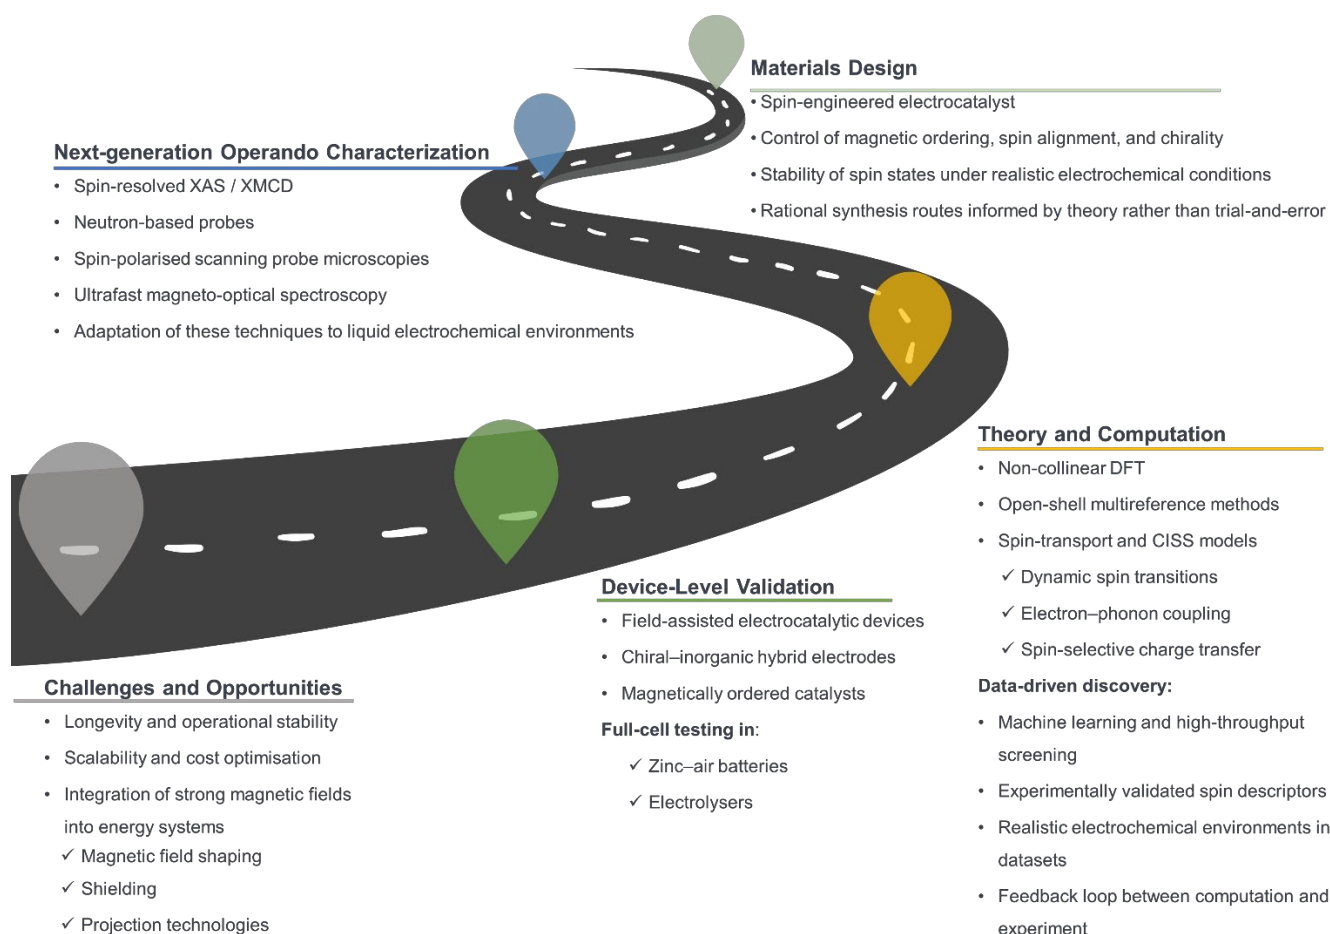 Materials Design
• Spin-engineered electrocatalyst
• Control of magnetic ordering, spin alignment, and chirality
• Stability of spin states under realistic electrochemical conditions
• Rational synthesis routes informed by theory rather than trial-and-error
Next-generation Operando Characterization
• Spin-resolved XAS / XMCD
• Neutron-based probes
• Spin-polarised scanning probe microscopies
• Ultrafast magneto-optical spectroscopy
• Adaptation of these techniques to liquid electrochemical environments
Theory and Computation
• Non-collinear DFT
• Open-shell multireference methods
• Spin-transport and CISS models
✓ Dynamic spin transitions
✓ Electron–phonon coupling
✓ Spin-selective charge transfer
Data-driven discovery:
• Machine learning and high-throughput
screening
• Experimentally validated spin descriptors
• Realistic electrochemical environments in
datasets
• Feedback loop between computation and
experiment
Device-Level Validation
• Field-assisted electrocatalytic devices
• Chiral–inorganic hybrid electrodes
• Magnetically ordered catalysts
Full-cell testing in:
✓ Zinc–air batteries
✓ Electrolysers
Challenges and Opportunities
• Longevity and operational stability
• Scalability and cost optimisation
• Integration of strong magnetic fields
into energy systems
✓ Magnetic field shaping
✓ Shielding
✓ Projection technologies